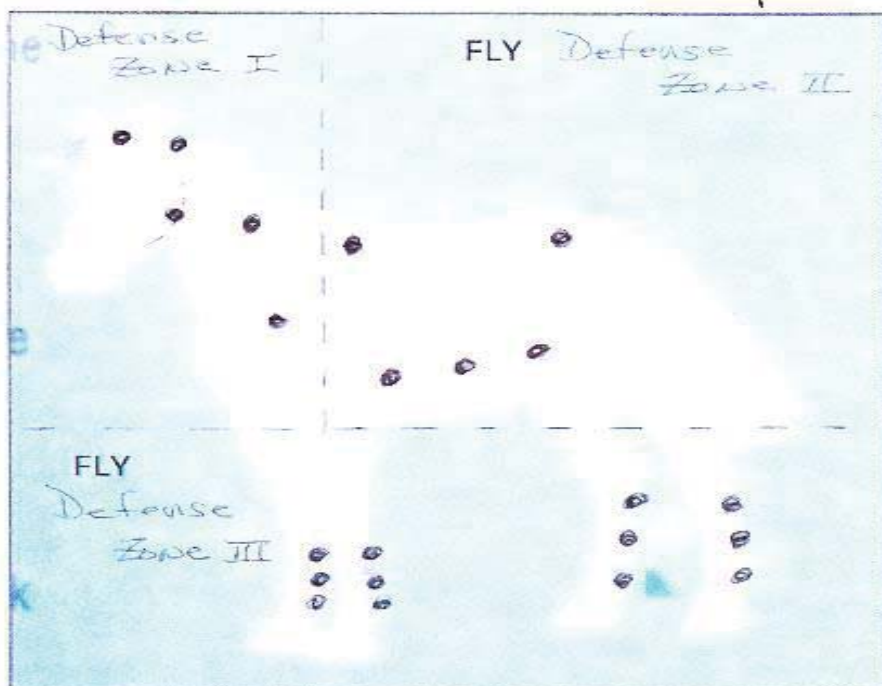 Defense
Zone I
FLY Defense
Zone II
FLY
Defense
Zone III